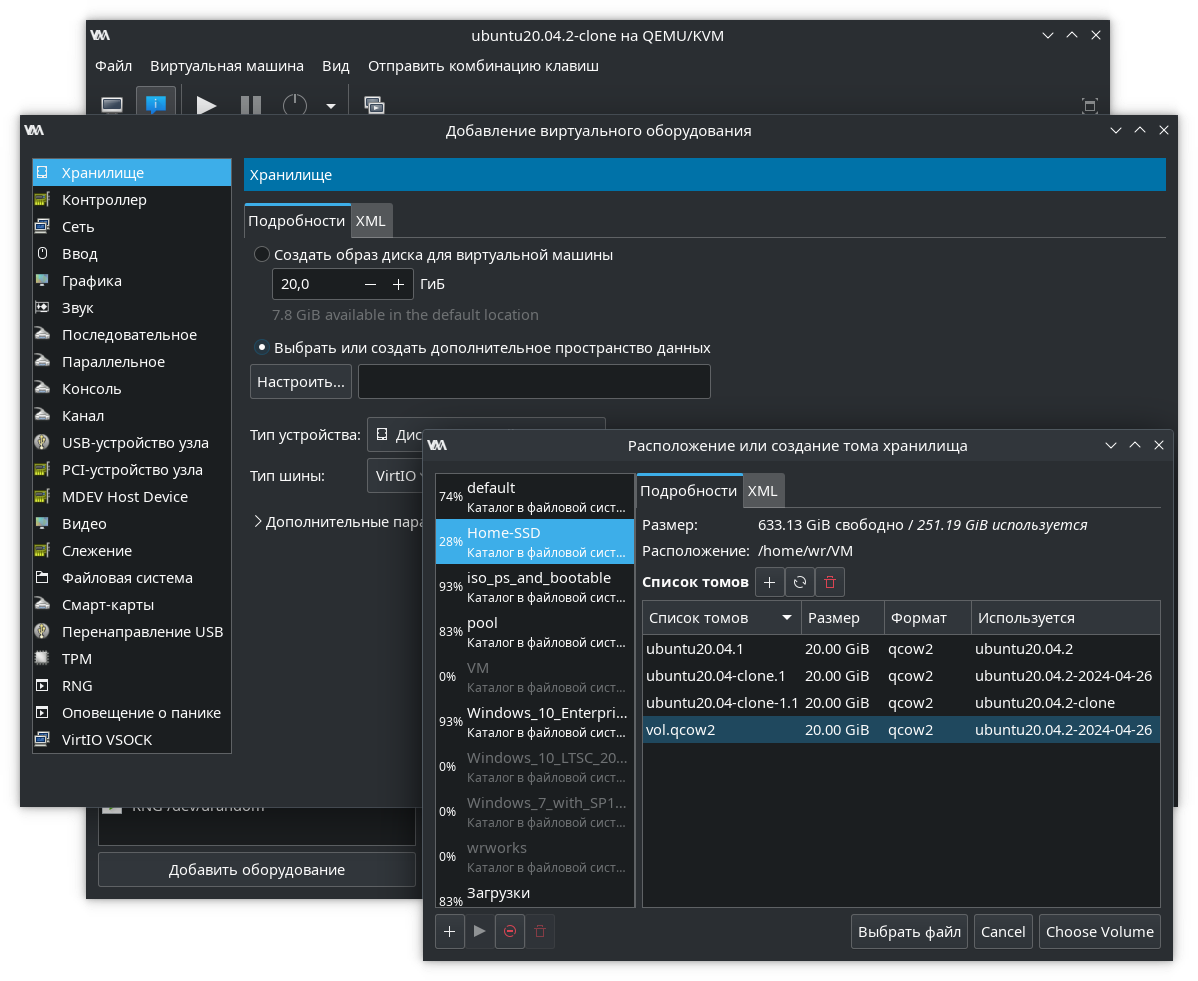 ubuntu20.04.2-clone на QEMU/KVM
Файл Виртуальная машина Вид Отправить комбинацию клавиш
Добавление виртуального оборудования
Хранилище
Контроллер
Сеть
Ввод
Графика
Звук
Последовательное
Параллельное
Консоль
Канал
USB-устройство узла
PCI-устройство узла
MDEV Host Device
Видео
Слежение
Файловая система
Смарт-карты
Перенаправление USB
TPM
RNG
Оповещение о панике
VirtIO VSOCK
Хранилище
Подробности XML
Создать образ диска для виртуальной машины
20,0 − + ГиБ
7.8 GiB available in the default location
Выбрать или создать дополнительное пространство данных
Настроить...
Тип устройства: Дис
Тип шины: VirtIO
Дополнительные пара
RNG /dev/urandom
Добавить оборудование
Расположение или создание тома хранилища
74% default
Каталог в файловой сист...
28% Home-SSD
Каталог в файловой сист...
93% iso_ps_and_bootable
Каталог в файловой сист...
83% pool
Каталог в файловой сист...
0% VM
Каталог в файловой сист...
93% Windows_10_Enterpri...
Каталог в файловой сист...
0% Windows_10_LTSC_20...
Каталог в файловой сист...
0% Windows_7_with_SP1...
Каталог в файловой сист...
0% wrworks
Каталог в файловой сист...
83% Загрузки
Подробности XML
Размер: 633.13 GiB свободно / 251.19 GiB используется
Расположение: /home/wr/VM
Список томов
Список томов Размер Формат Используется
ubuntu20.04.1 20.00 GiB qcow2 ubuntu20.04.2
ubuntu20.04-clone.1 20.00 GiB qcow2 ubuntu20.04.2-2024-04-26
ubuntu20.04-clone-1.1 20.00 GiB qcow2 ubuntu20.04.2-clone
vol.qcow2 20.00 GiB qcow2 ubuntu20.04.2-2024-04-26
Выбрать файл Cancel Choose Volume